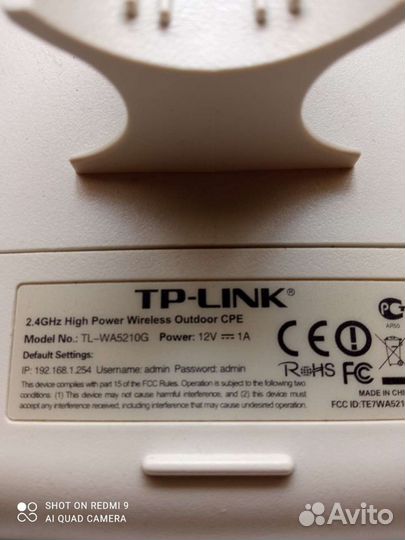 TP-LINK®
2.4GHz High Power Wireless Outdoor CPE
Model No.: TL-WA5210G Power: 12V 1A
Default Settings:
IP: 192.168.1.254 Username: admin Password: admin
This device complies with part 15 of the FCC Rules. Operation is subject to the following two
conditions: (1) This device may not cause harmful interference, and (2) this device must
accept any interference received, including interference that may cause undesired operation.
CE
RoHS FC
АЯ50
MADE IN CHI
FCC ID:TE7WA5210
SHOT ON REDMI 9
AI QUAD CAMERA
Avito